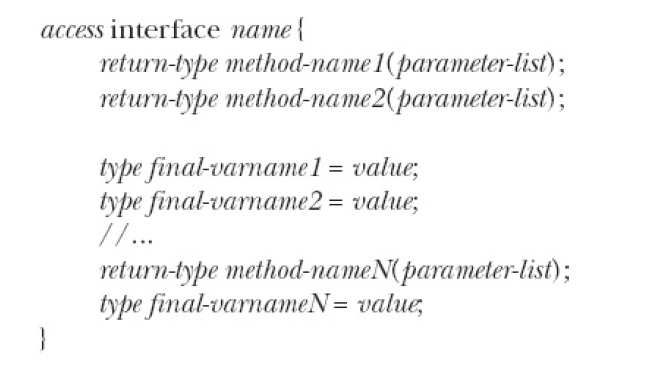 access interface name {
return-type method-name1(parameter-list);
return-type method-name2(parameter-list);
type final-varname1 = value;
type final-varname2 = value;
//...
return-type method-nameN(parameter-list);
type final-varnameN = value;
}